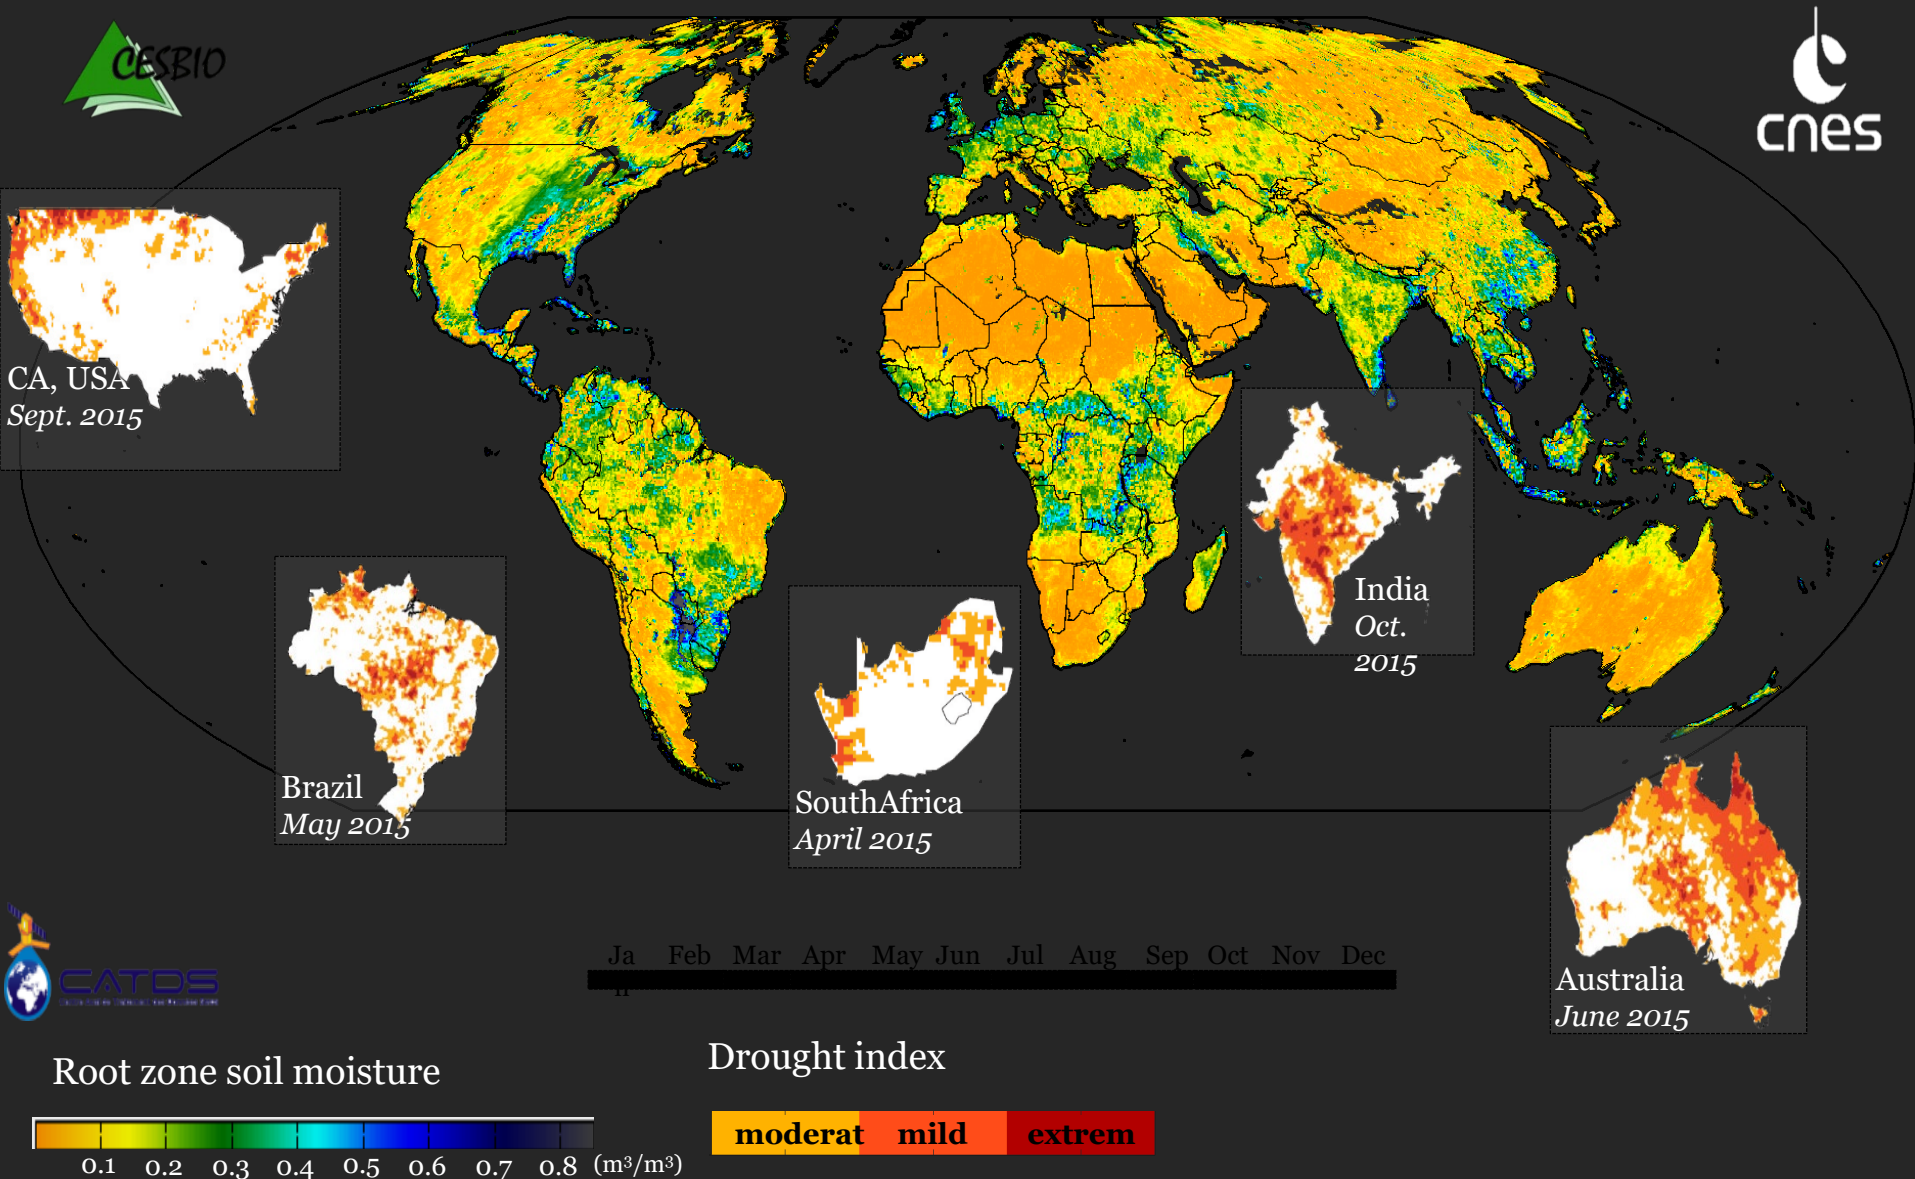 CESBIO
cnes
CA, USA
Sept. 2015
Brazil
May 2015
SouthAfrica
April 2015
India
Oct.
2015
Australia
June 2015
CATDS
Ja Feb Mar Apr May Jun Jul Aug Sep Oct Nov Dec
n
Root zone soil moisture
0.1 0.2 0.3 0.4 0.5 0.6 0.7 0.8 (m³/m³)
Drought index
moderat mild extrem